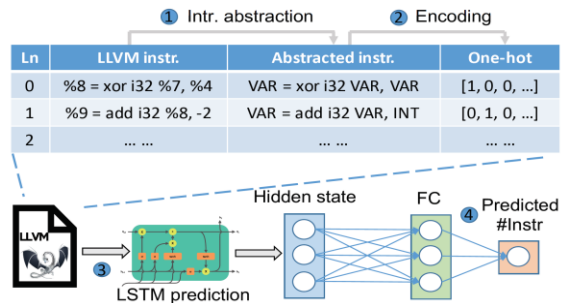 1 Intr. abstraction 2 Encoding
Ln LLVM instr. Abstracted instr. One-hot
0 %8 = xor i32 %7, %4 VAR = xor i32 VAR, VAR [1, 0, 0, …]
1 %9 = add i32 %8, -2 VAR = add i32 VAR, INT [0, 1, 0, …]
2 … … … … … …
Hidden state FC 4 Predicted
#Instr
LLVM
3
LSTM prediction